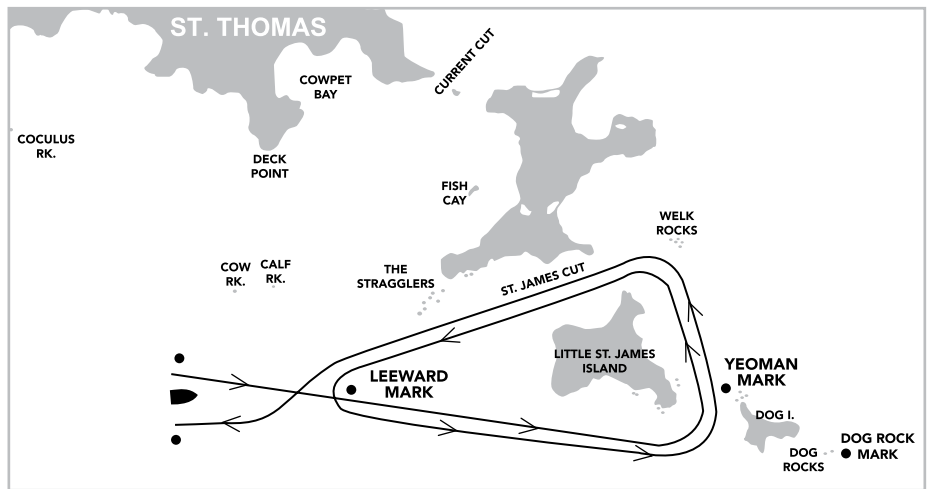 ST. THOMAS
CURRENT CUT
COWPET
BAY
COCULUS
RK.
DECK
POINT
FISH
CAY
WELK
ROCKS
COW
RK.
CALF
RK.
THE
STRAGGLERS
ST. JAMES CUT
LITTLE ST. JAMES
ISLAND
YEOMAN
MARK
LEEWARD
MARK
DOG I.
DOG
ROCKS
DOG ROCK
MARK